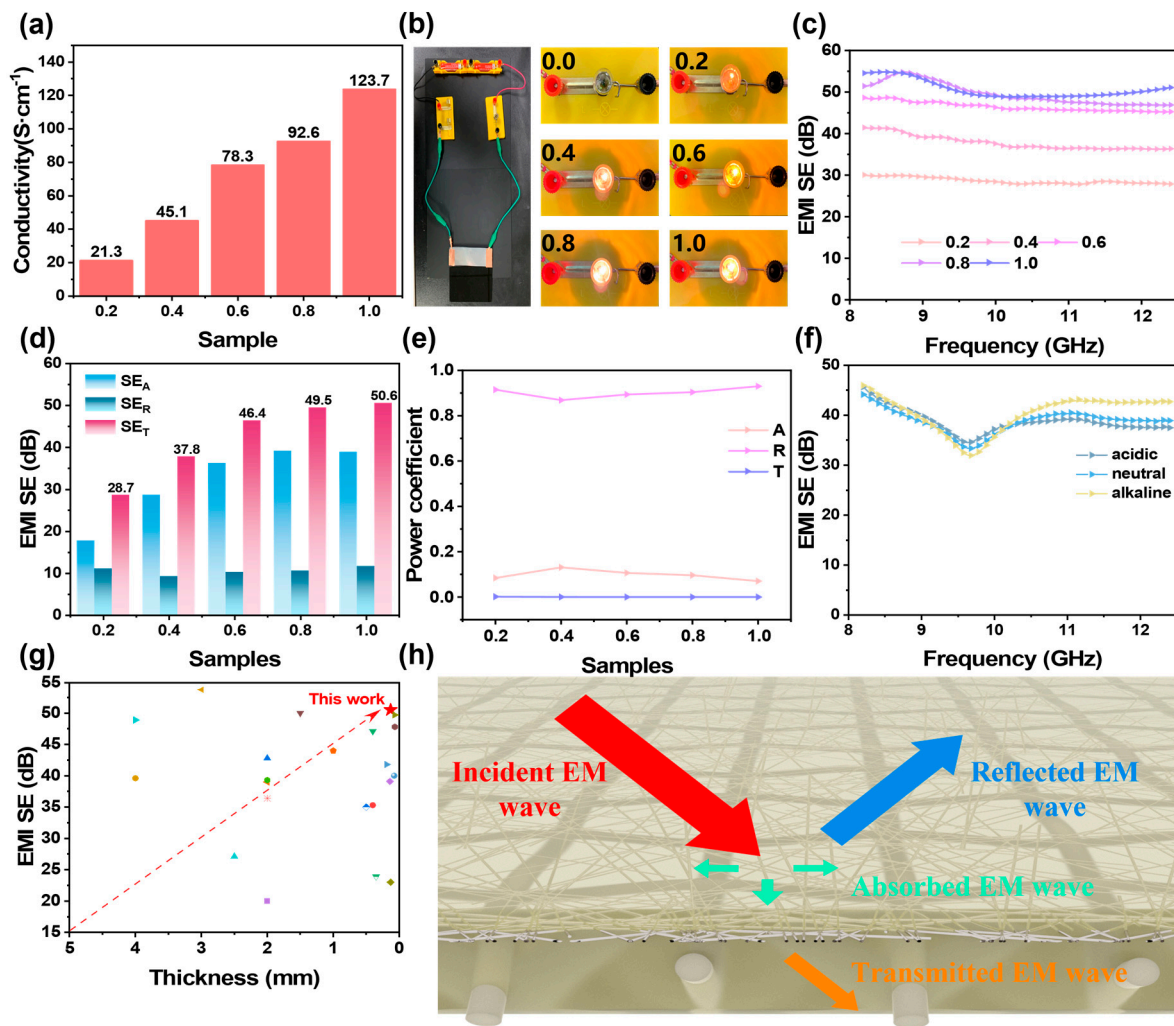 (a)
Conductivity(S·cm⁻¹)
140
120
100
80
60
40
20
0
21.3
45.1
78.3
92.6
123.7
0.2 0.4 0.6 0.8 1.0
Sample
(b)
0.0
0.2
0.4
0.6
0.8
1.0
(c)
EMI SE (dB)
60
55
50
45
40
35
30
25
20
15
10
5
0
0.2 0.4 0.6
0.8 1.0
8 9 10 11 12
Frequency (GHz)
(d)
EMI SE (dB)
60
50
40
30
20
10
0
SE_A
SE_R
SE_T
28.7
37.8
46.4
49.5
50.6
0.2 0.4 0.6 0.8 1.0
Samples
(e)
Power coefficient
1.0
0.8
0.6
0.4
0.2
0.0
A
R
T
0.2 0.4 0.6 0.8 1.0
Samples
(f)
EMI SE (dB)
50
40
30
20
10
0
acidic
neutral
alkaline
8 9 10 11 12
Frequency (GHz)
(g)
EMI SE (dB)
55
50
45
40
35
30
25
20
15
This work
5 4 3 2 1 0
Thickness (mm)
(h)
Incident EM
wave
Reflected EM
wave
Absorbed EM wave
Transmitted EM wave